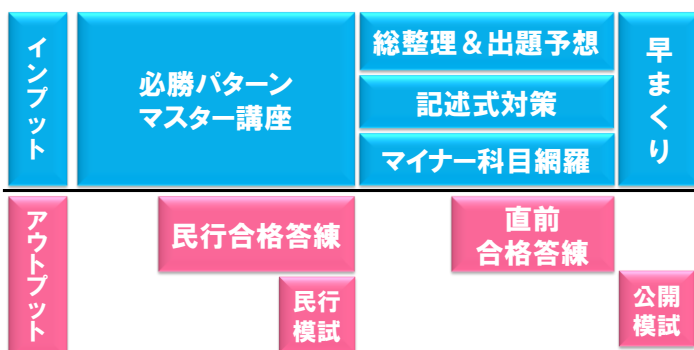 インプット
必勝パターン
マスター講座
総整理&出題予想
記述式対策
マイナー科目網羅
早まくり
アウトプット
民行合格答練
民行
模試
直前
合格答練
公開
模試